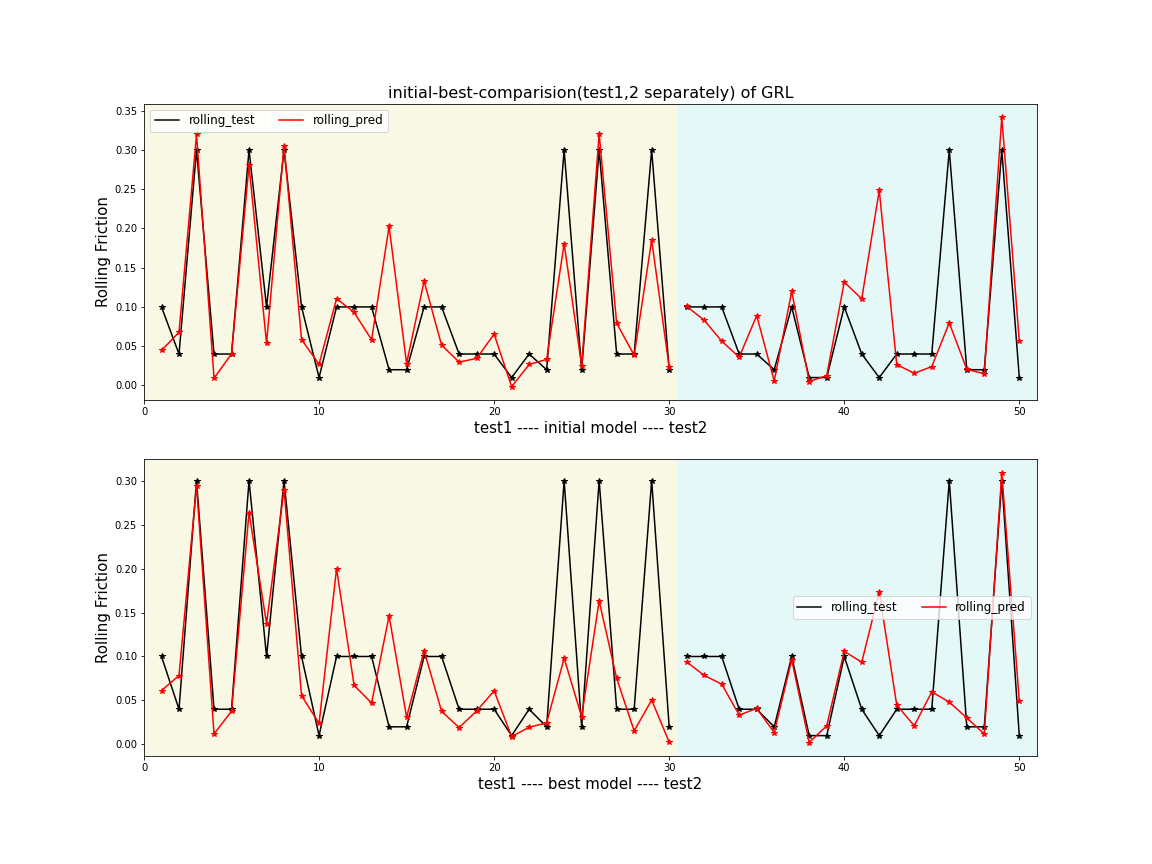 initial-best-comparision(test1,2 separately) of GRL
rolling_test rolling_pred
Rolling Friction
0.35
0.30
0.25
0.20
0.15
0.10
0.05
0.00
0 10 20 30 40 50
test1 ---- initial model ---- test2
rolling_test rolling_pred
Rolling Friction
0.30
0.25
0.20
0.15
0.10
0.05
0.00
0 10 20 30 40 50
test1 ---- best model ---- test2